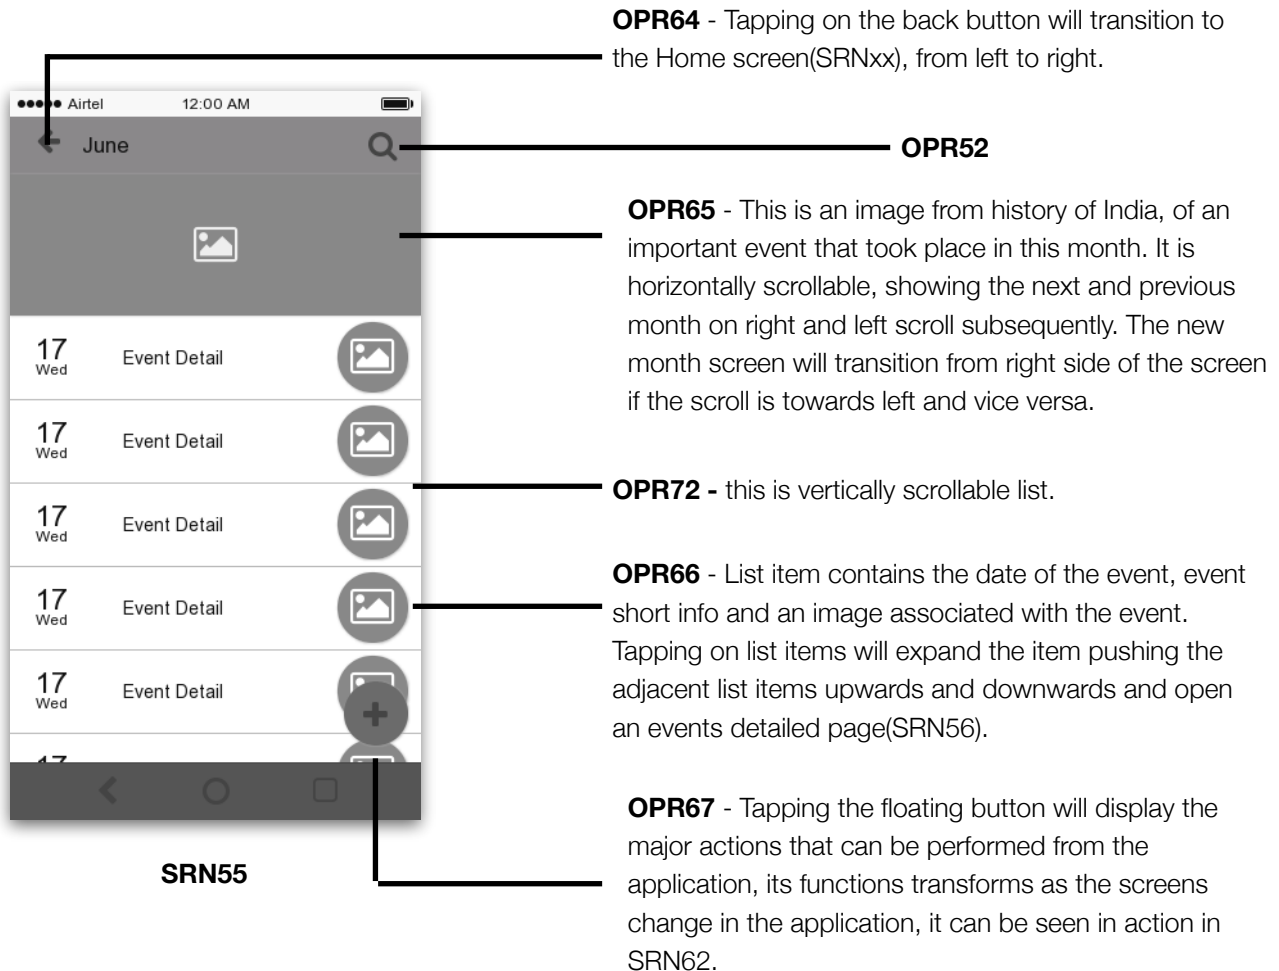 OPR64 - Tapping on the back button will transition to
the Home screen(SRNxx), from left to right.
Airtel 12:00 AM
June
OPR52
OPR65 - This is an image from history of India, of an
important event that took place in this month. It is
horizontally scrollable, showing the next and previous
month on right and left scroll subsequently. The new
month screen will transition from right side of the screen
if the scroll is towards left and vice versa.
17
Wed
Event Detail
17
Wed
Event Detail
17
Wed
Event Detail
17
Wed
Event Detail
17
Wed
Event Detail
17
OPR72 - this is vertically scrollable list.
OPR66 - List item contains the date of the event, event
short info and an image associated with the event.
Tapping on list items will expand the item pushing the
adjacent list items upwards and downwards and open
an events detailed page(SRN56).
OPR67 - Tapping the floating button will display the
major actions that can be performed from the
application, its functions transforms as the screens
change in the application, it can be seen in action in
SRN62.
SRN55